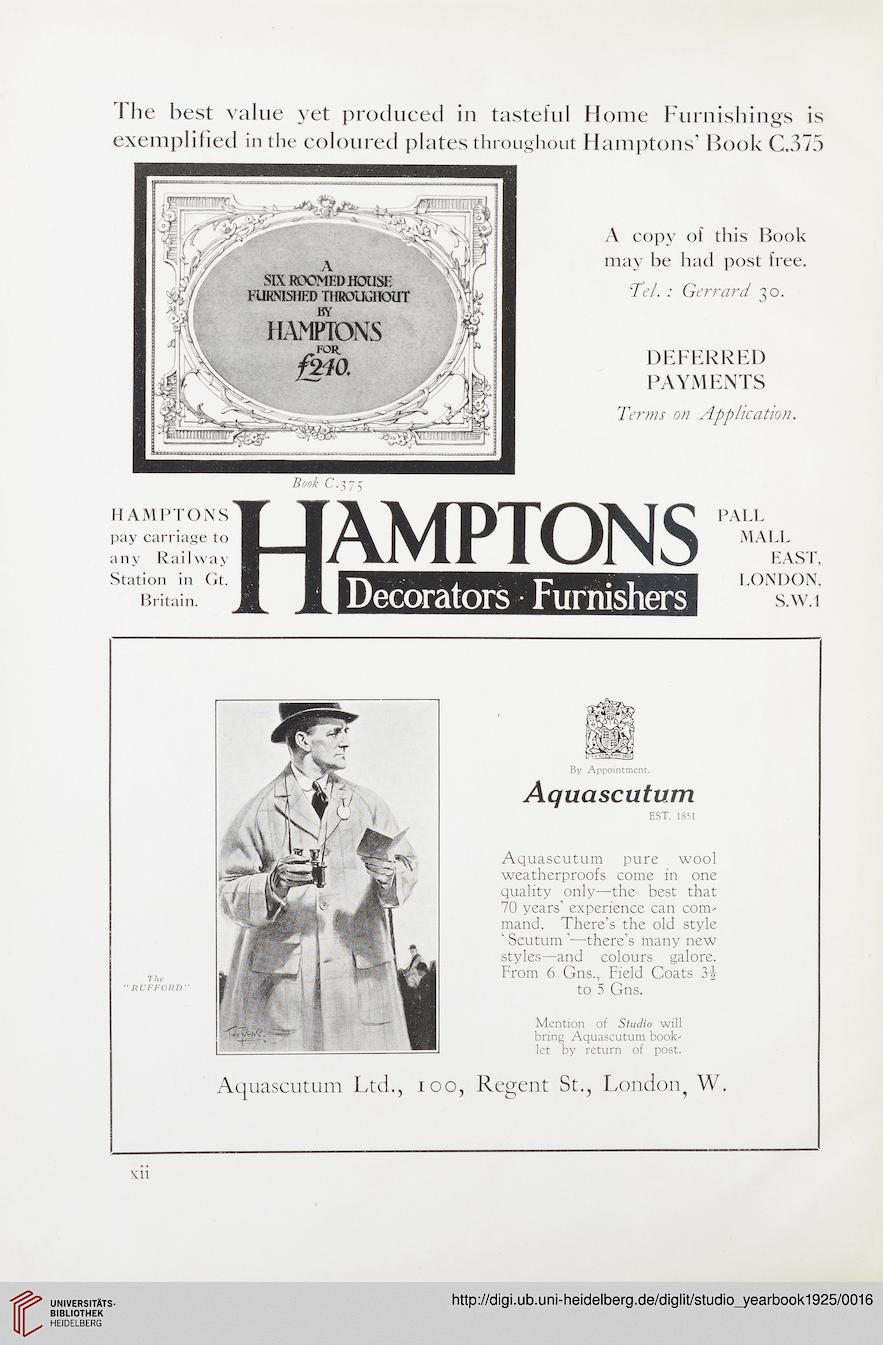 The best value yet produced in tasteful Home Furnishings is
exemplified in the coloured plates throughout Hamptons' Book C.375
A
SIX ROOMED HOUSE
FURNISHED THROUGHOUT
BY
HAMPTONS
FOR
£240.
Book C.375
A copy of this Book
may be had post free.
Tel. : Gerrard 30.
DEFERRED
PAYMENTS
Terms on Application.
HAMPTONS
pay carriage to
any Railway
Station in Gt.
Britain.
HAMPTONS
Decorators · Furnishers
PALL
MALL
EAST,
LONDON,
S.W.1
The
"RUFFORD"
By Appointment.
Aquascutum
EST. 1851
Aquascutum pure wool
weatherproofs come in one
quality only—the best that
70 years' experience can com-
mand. There's the old style
'Scutum'—there's many new
styles—and colours galore.
From 6 Gns., Field Coats 3½
to 5 Gns.
Mention of Studio will
bring Aquascutum book-
let by return of post.
Aquascutum Ltd., 100, Regent St., London, W.
xii
UNIVERSITÄTS-
BIBLIOTHEK
HEIDELBERG
http://digi.ub.uni-heidelberg.de/diglit/studio_yearbook1925/0016